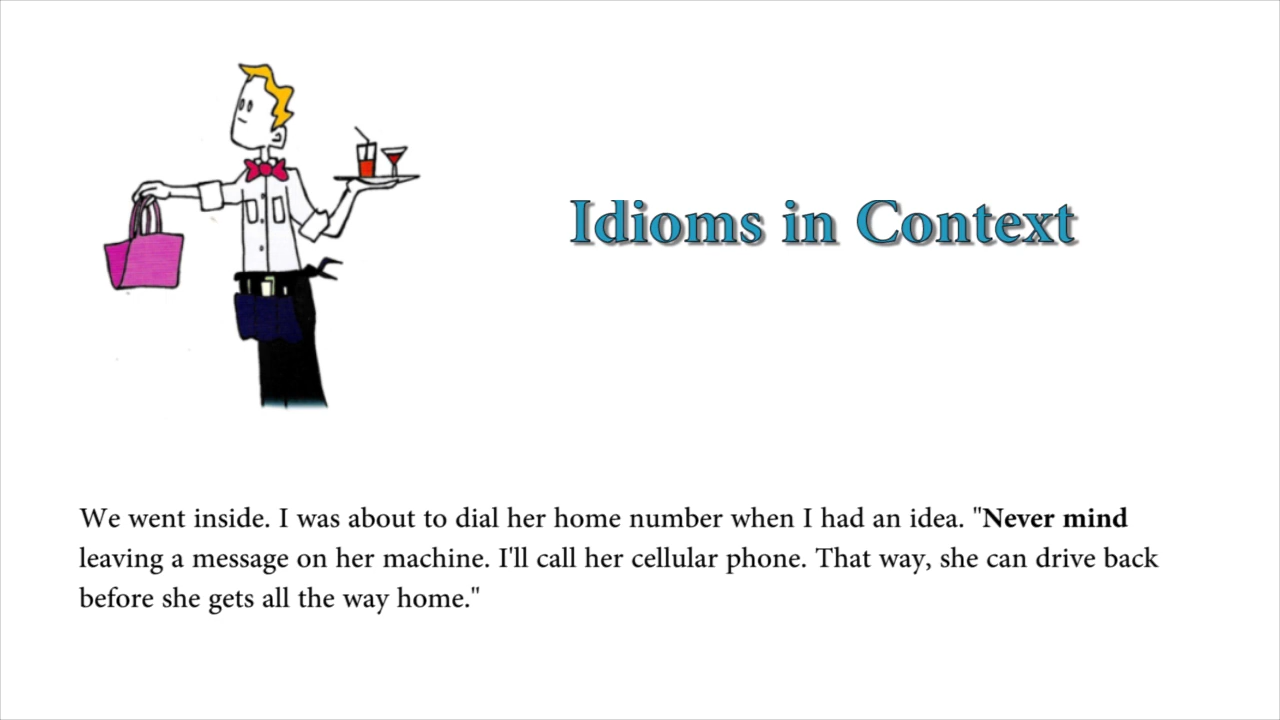 Idioms in Context
We went inside. I was about to dial her home number when I had an idea. "Never mind
leaving a message on her machine. I'll call her cellular phone. That way, she can drive back
before she gets all the way home."